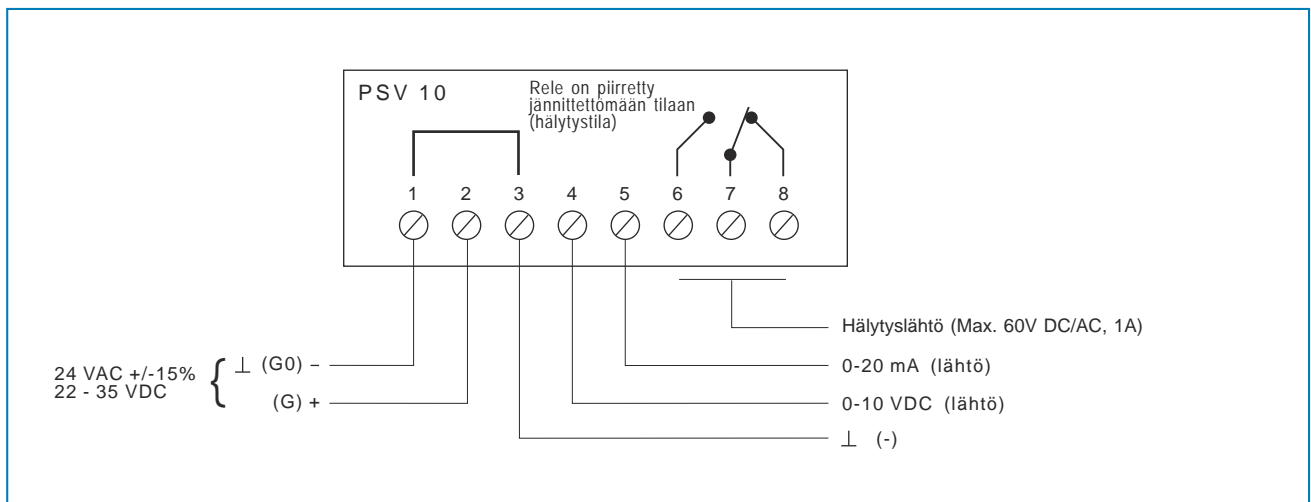 PSV 10
Rele on piirretty
jännittettömään tilaan
(hälytystila)
1 2 3 4 5 6 7 8
Hälytyslähtö (Max. 60V DC/AC, 1A)
24 VAC +/-15%
22 - 35 VDC
{ ⊥ (G0) –
(G) +
0-20 mA (lähtö)
0-10 VDC (lähtö)
⊥ (-)